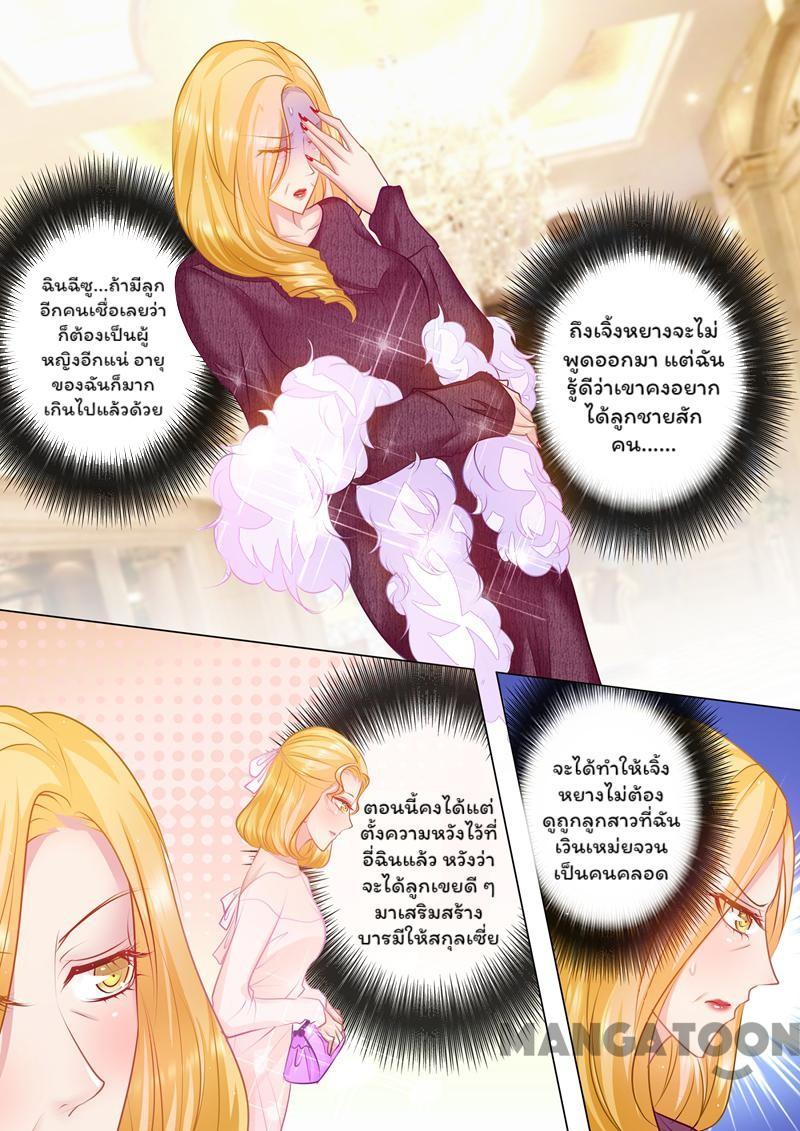 ฉินฉีซู...ถ้ามีลูก
อีกคนเชื่อเลยว่า
ก็ต้องเป็นผู้
หญิงอีกแน่ อายุ
ของฉันก็มาก
เกินไปแล้วด้วย
ถึงเจิ้งหยางจะไม่
พูดออกมา แต่ฉัน
รู้ดีว่าเขาคงอยาก
ได้ลูกชายสัก
คน......
ตอนนี้คงได้แต่
ตั้งความหวังไว้ที่
อี่ฉินแล้ว หวังว่า
จะได้ลูกเขยดี ๆ
มาเสริมสร้าง
บารมีให้สกุลเซี่ย
จะได้ทำให้เจิ้ง
หยางไม่ต้อง
ดูถูกลูกสาวที่ฉัน
เวินเหม่ยจวน
เป็นคนคลอด
MANGATOON